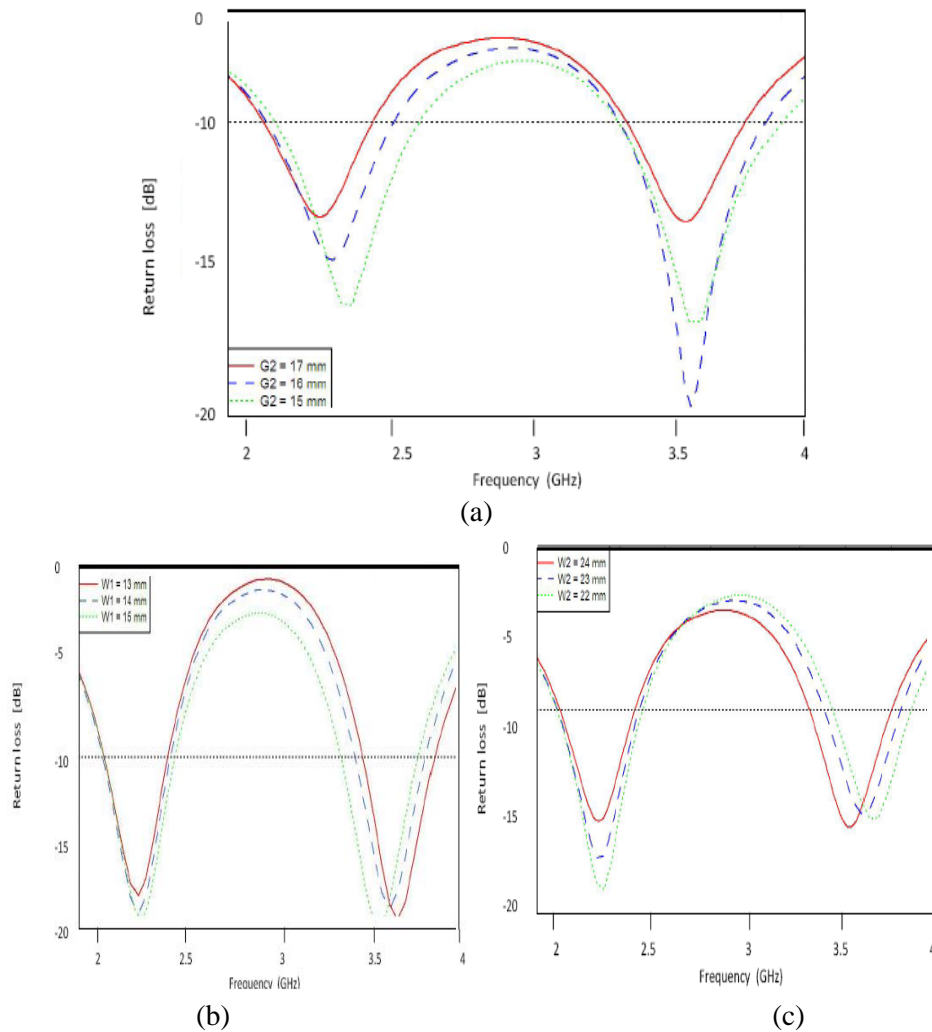 0
-10
-15
-20
Return loss [dB]
G2 = 17 mm
G2 = 16 mm
G2 = 15 mm
2 2.5 3 3.5 4
Frequency (GHz)
(a)
0
-5
-10
-15
-20
Return loss [dB]
W1 = 13 mm
W1 = 14 mm
W1 = 15 mm
2 2.5 3 3.5 4
Frequency (GHz)
(b)
0
-5
-10
-15
-20
Return loss [dB]
W2 = 24 mm
W2 = 23 mm
W2 = 22 mm
2 2.5 3 3.5 4
Frequency (GHz)
(c)